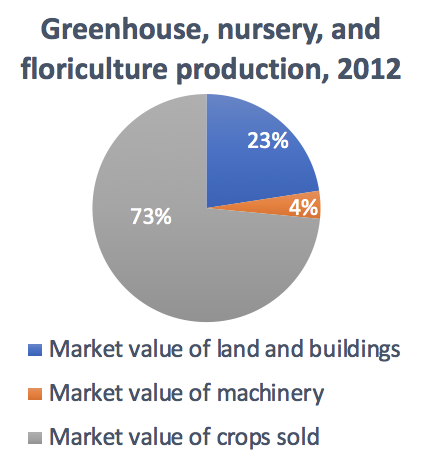 Greenhouse, nursery, and
floriculture production, 2012
23%
4%
73%
Market value of land and buildings
Market value of machinery
Market value of crops sold